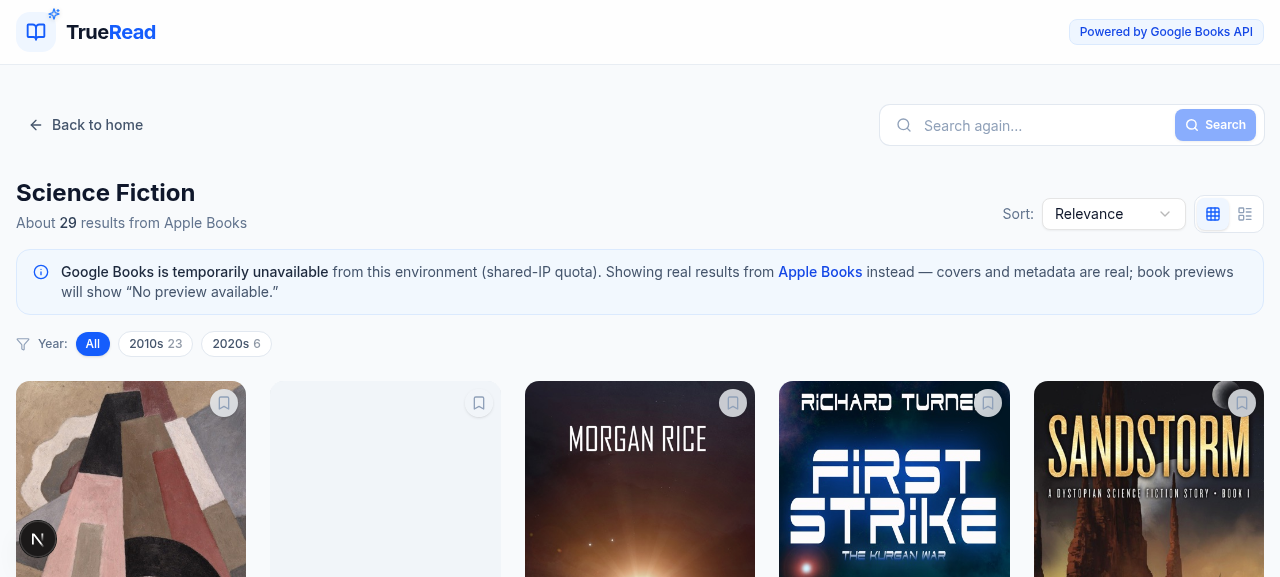 TrueRead
Powered by Google Books API
Back to home
Search again...
Search
Science Fiction
About 29 results from Apple Books
Sort:
Relevance
Google Books is temporarily unavailable from this environment (shared-IP quota). Showing real results from Apple Books instead — covers and metadata are real; book previews
will show “No preview available.”
Year:
All
2010s 23
2020s 6
N
MORGAN RICE
RICHARD TURNE
FIRST
STRIKE
THE KURGAN WAR
SANDSTORM
A DYSTOPIAN SCIENCE FICTION STORY • BOOK 1